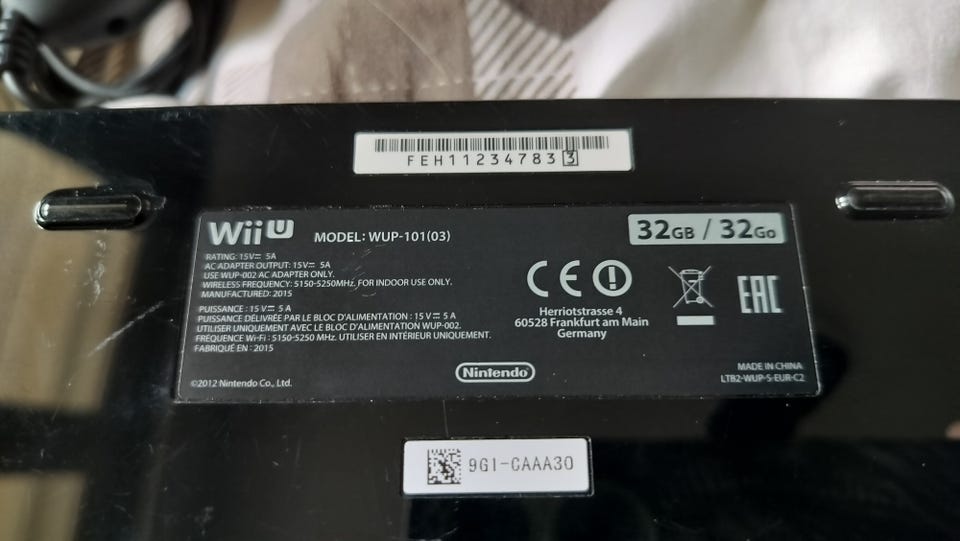 FEH11234783 3
Wii U
MODEL: WUP-101(03)
32GB / 32Go
RATING: 15V⎓ 5A
AC ADAPTER OUTPUT: 15V⎓ 5A
USE WUP-002 AC ADAPTER ONLY.
WIRELESS FREQUENCY: 5150-5250MHz, FOR INDOOR USE ONLY.
MANUFACTURED: 2015
PUISSANCE : 15 V⎓ 5 A
PUISSANCE DÉLIVRÉE PAR LE BLOC D'ALIMENTATION : 15 V⎓ 5 A
UTILISER UNIQUEMENT AVEC LE BLOC D'ALIMENTATION WUP-002.
FRÉQUENCE Wi-Fi : 5150-5250 MHz. UTILISER EN INTÉRIEUR UNIQUEMENT.
FABRIQUÉ EN : 2015
CE
EAC
Herriotstrasse 4
60528 Frankfurt am Main
Germany
©2012 Nintendo Co., Ltd.
Nintendo
MADE IN CHINA
LTB2-WUP-S-EUR-C2
9GI-CAAA30